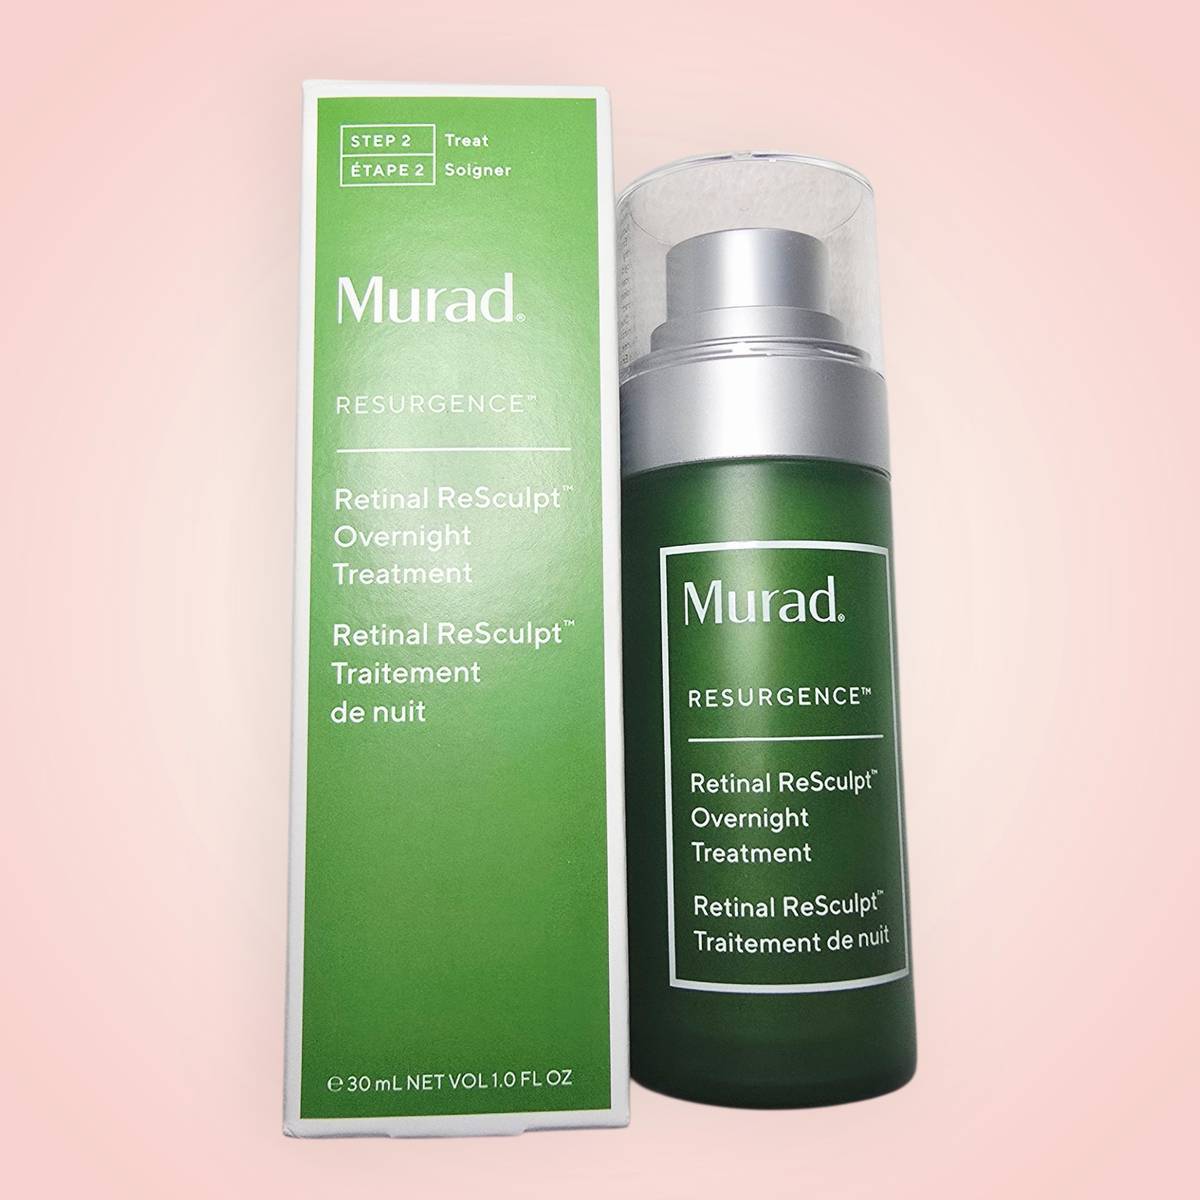 STEP 2 Treat
ÉTAPE 2 Soigner
Murad®
RESURGENCE™
Retinal ReSculpt™
Overnight
Treatment
Retinal ReSculpt™
Traitement
de nuit
℮ 30 mL NET VOL 1.0 FL OZ
Murad®
RESURGENCE™
Retinal ReSculpt™
Overnight
Treatment
Retinal ReSculpt™
Traitement de nuit